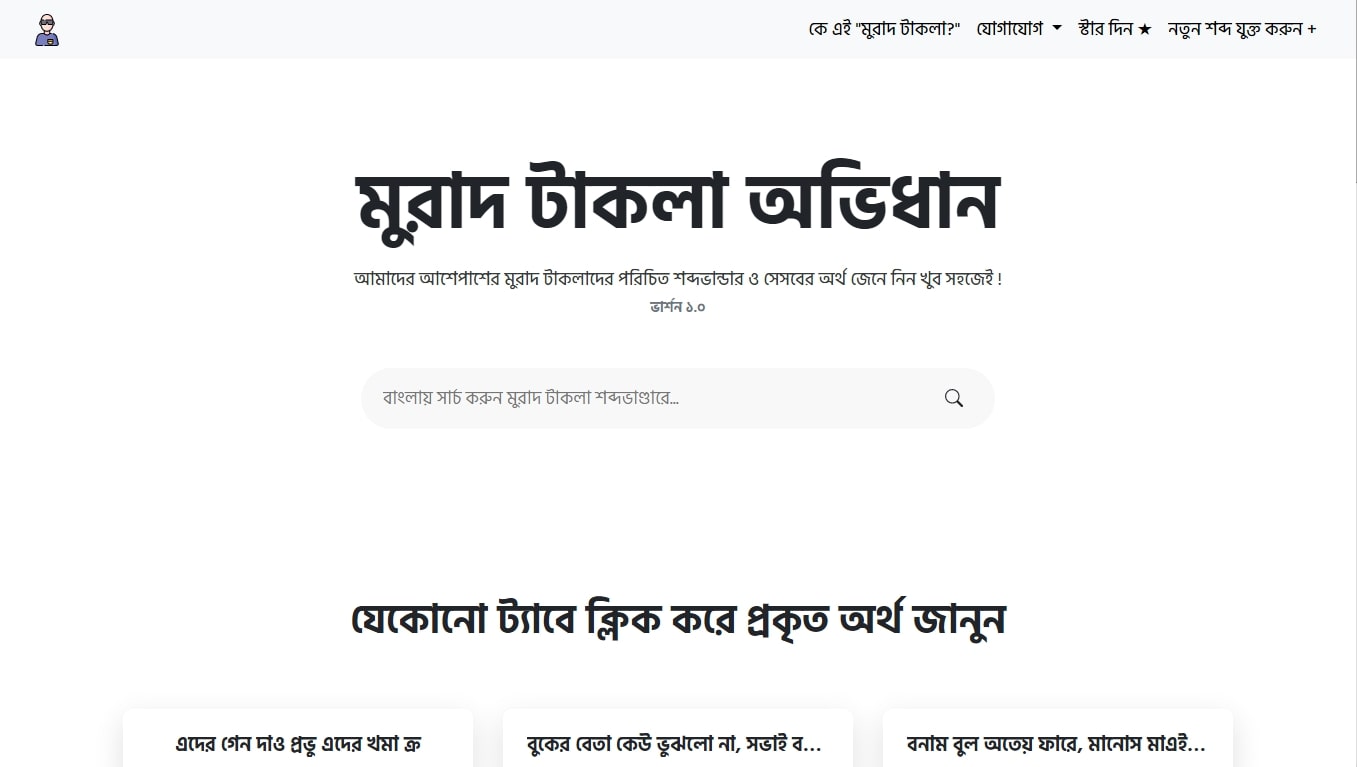 কে এই "মুরাদ টাকলা?" যোগাযোগ স্টার দিন ★ নতুন শব্দ যুক্ত করুন +
মুরাদ টাকলা অভিধান
আমাদের আশেপাশের মুরাদ টাকলাদের পরিচিত শব্দভান্ডার ও সেসবের অর্থ জেনে নিন খুব সহজেই !
ভার্শন ১.০
বাংলায় সার্চ করুন মুরাদ টাকলা শব্দভাণ্ডারে...
যেকোনো ট্যাবে ক্লিক করে প্রকৃত অর্থ জানুন
এদের গেন দাও প্রভু এদের খমা ক্র
বুকের বেতা কেউ ভুঝলো না, সভাই ব...
বনাম বুল অতেয় ফারে, মানোস মাএই...